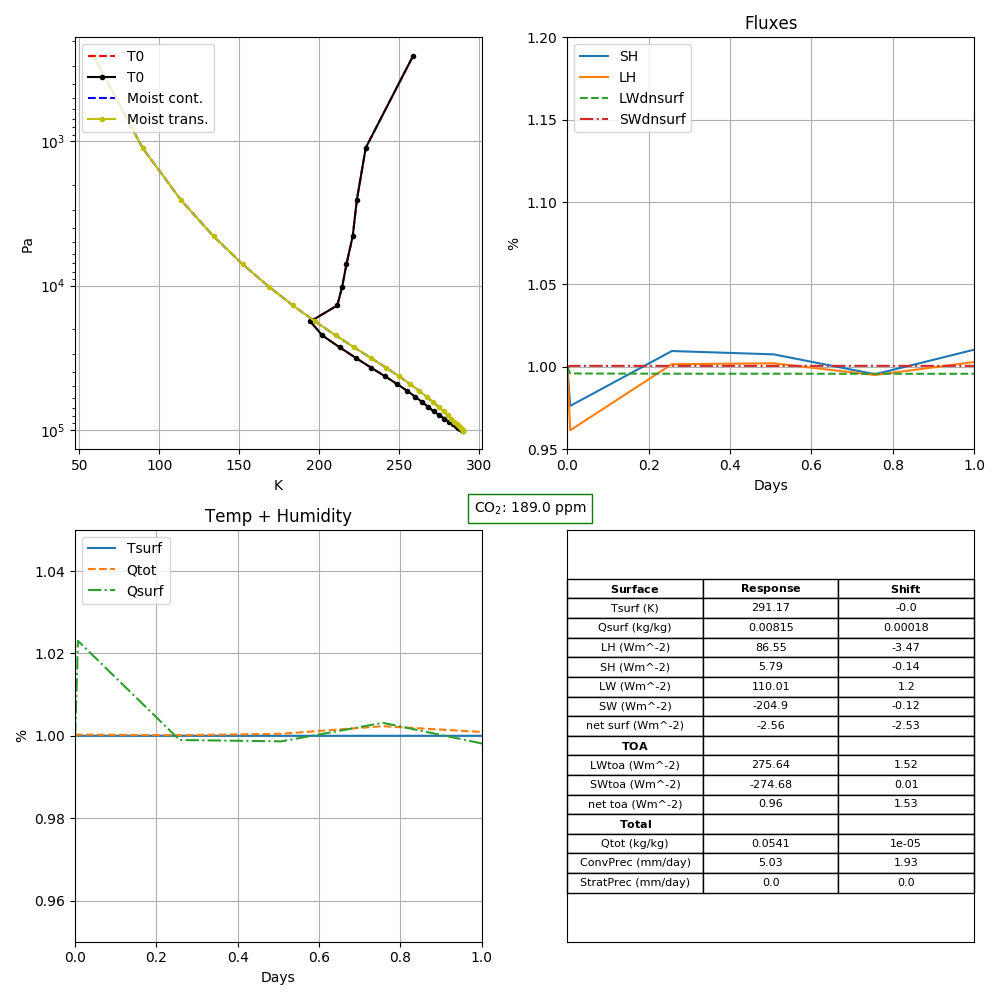 T0
T0
Moist cont.
Moist trans.
10^3
10^4
10^5
Pa
50 100 150 200 250 300
K
Fluxes
SH
LH
LWdnsurf
SWdnsurf
1.20
1.15
1.10
1.05
1.00
0.95
%
0.0 0.2 0.4 0.6 0.8 1.0
Days
CO₂: 189.0 ppm
Temp + Humidity
Tsurf
Qtot
Qsurf
1.04
1.02
1.00
0.98
0.96
%
0.0 0.2 0.4 0.6 0.8 1.0
Days
Surface Response Shift
Tsurf (K) 291.17 -0.0
Qsurf (kg/kg) 0.00815 0.00018
LH (Wm^-2) 86.55 -3.47
SH (Wm^-2) 5.79 -0.14
LW (Wm^-2) 110.01 1.2
SW (Wm^-2) -204.9 -0.12
net surf (Wm^-2) -2.56 -2.53
TOA
LWtoa (Wm^-2) 275.64 1.52
SWtoa (Wm^-2) -274.68 0.01
net toa (Wm^-2) 0.96 1.53
Total
Qtot (kg/kg) 0.0541 1e-05
ConvPrec (mm/day) 5.03 1.93
StratPrec (mm/day) 0.0 0.0